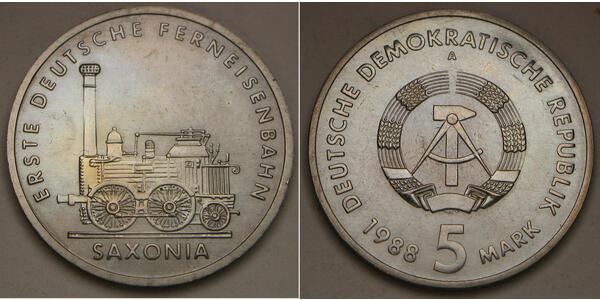 ERSTE DEUTSCHE FERNEISENBAHN
SAXONIA
DEUTSCHE DEMOKRATISCHE REPUBLIK
A
1988 5 MARK